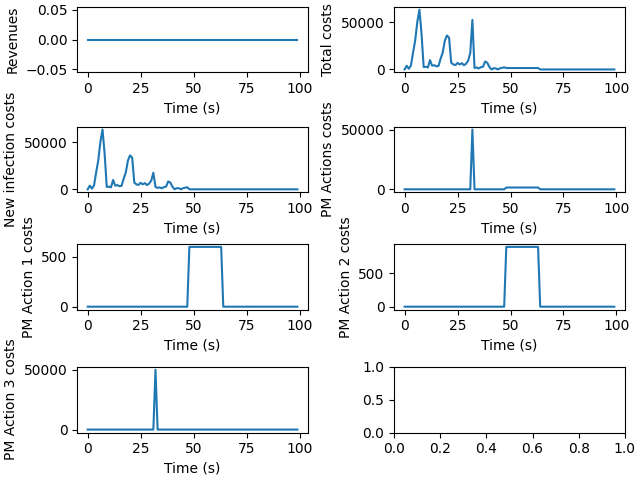 Revenues
0.05
0.00
−0.05
0 25 50 75 100
Time (s)
Total costs
50000
0
0 25 50 75 100
Time (s)
New infection costs
50000
0
0 25 50 75 100
Time (s)
PM Actions costs
50000
0
0 25 50 75 100
Time (s)
PM Action 1 costs
500
0
0 25 50 75 100
Time (s)
PM Action 2 costs
500
0
0 25 50 75 100
Time (s)
PM Action 3 costs
50000
0
0 25 50 75 100
Time (s)
1.0
0.5
0.0
0.0 0.2 0.4 0.6 0.8 1.0